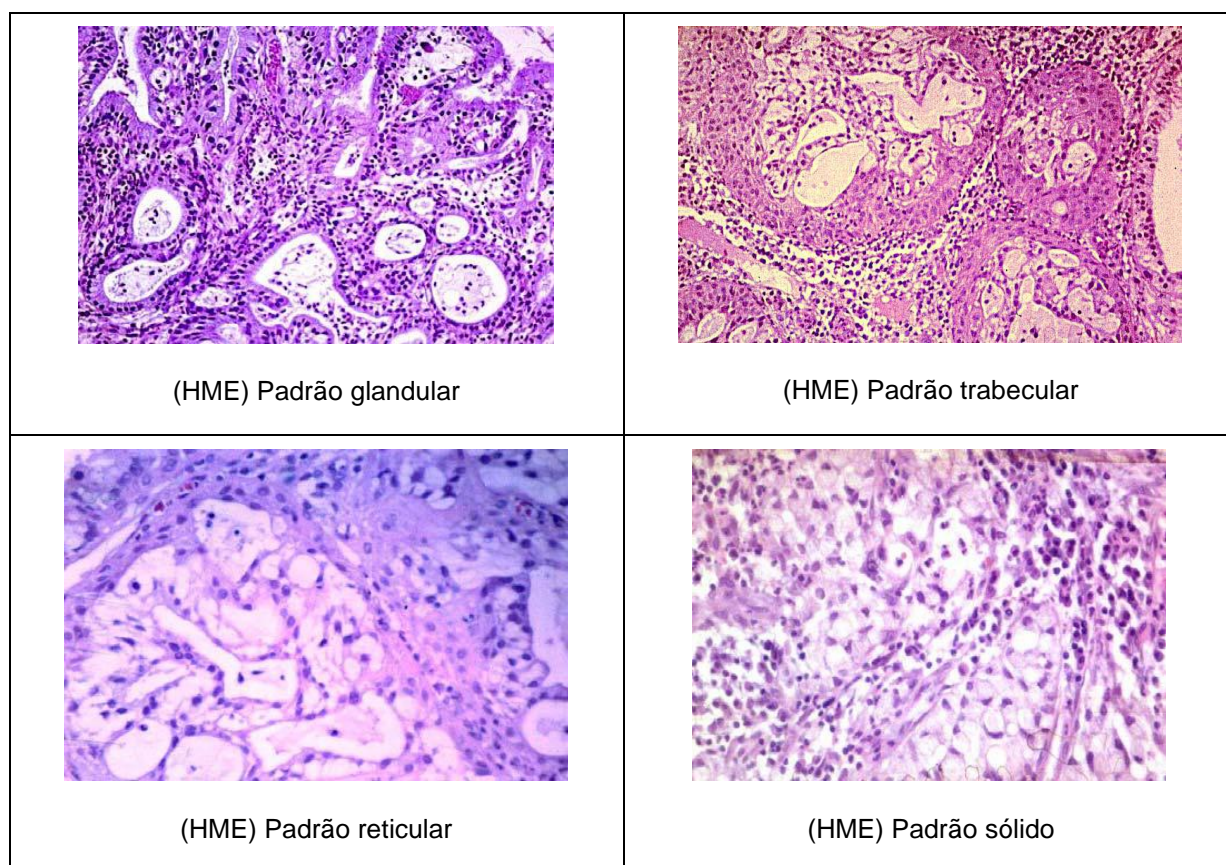 (HME) Padrão glandular
(HME) Padrão trabecular
(HME) Padrão reticular
(HME) Padrão sólido